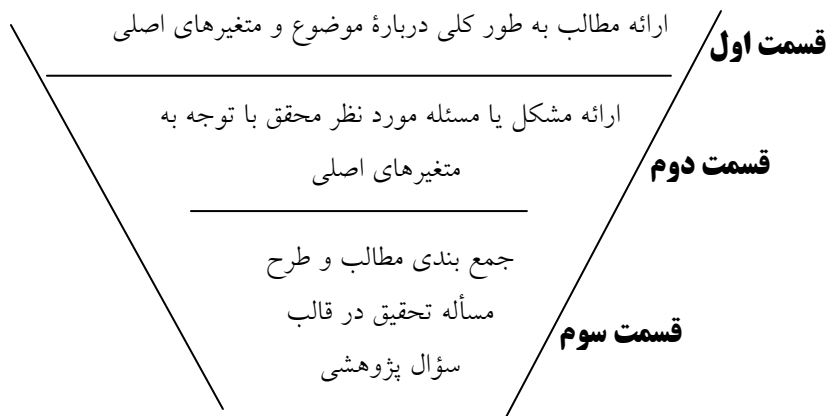 قسمت اول
ارائه مطالب به طور کلی دربارهٔ موضوع و متغیرهای اصلی
قسمت دوم
ارائه مشکل یا مسئله مورد نظر محقق با توجه به
متغیرهای اصلی
قسمت سوم
جمع بندی مطالب و طرح
مسأله تحقیق در قالب
سؤال پژوهشی